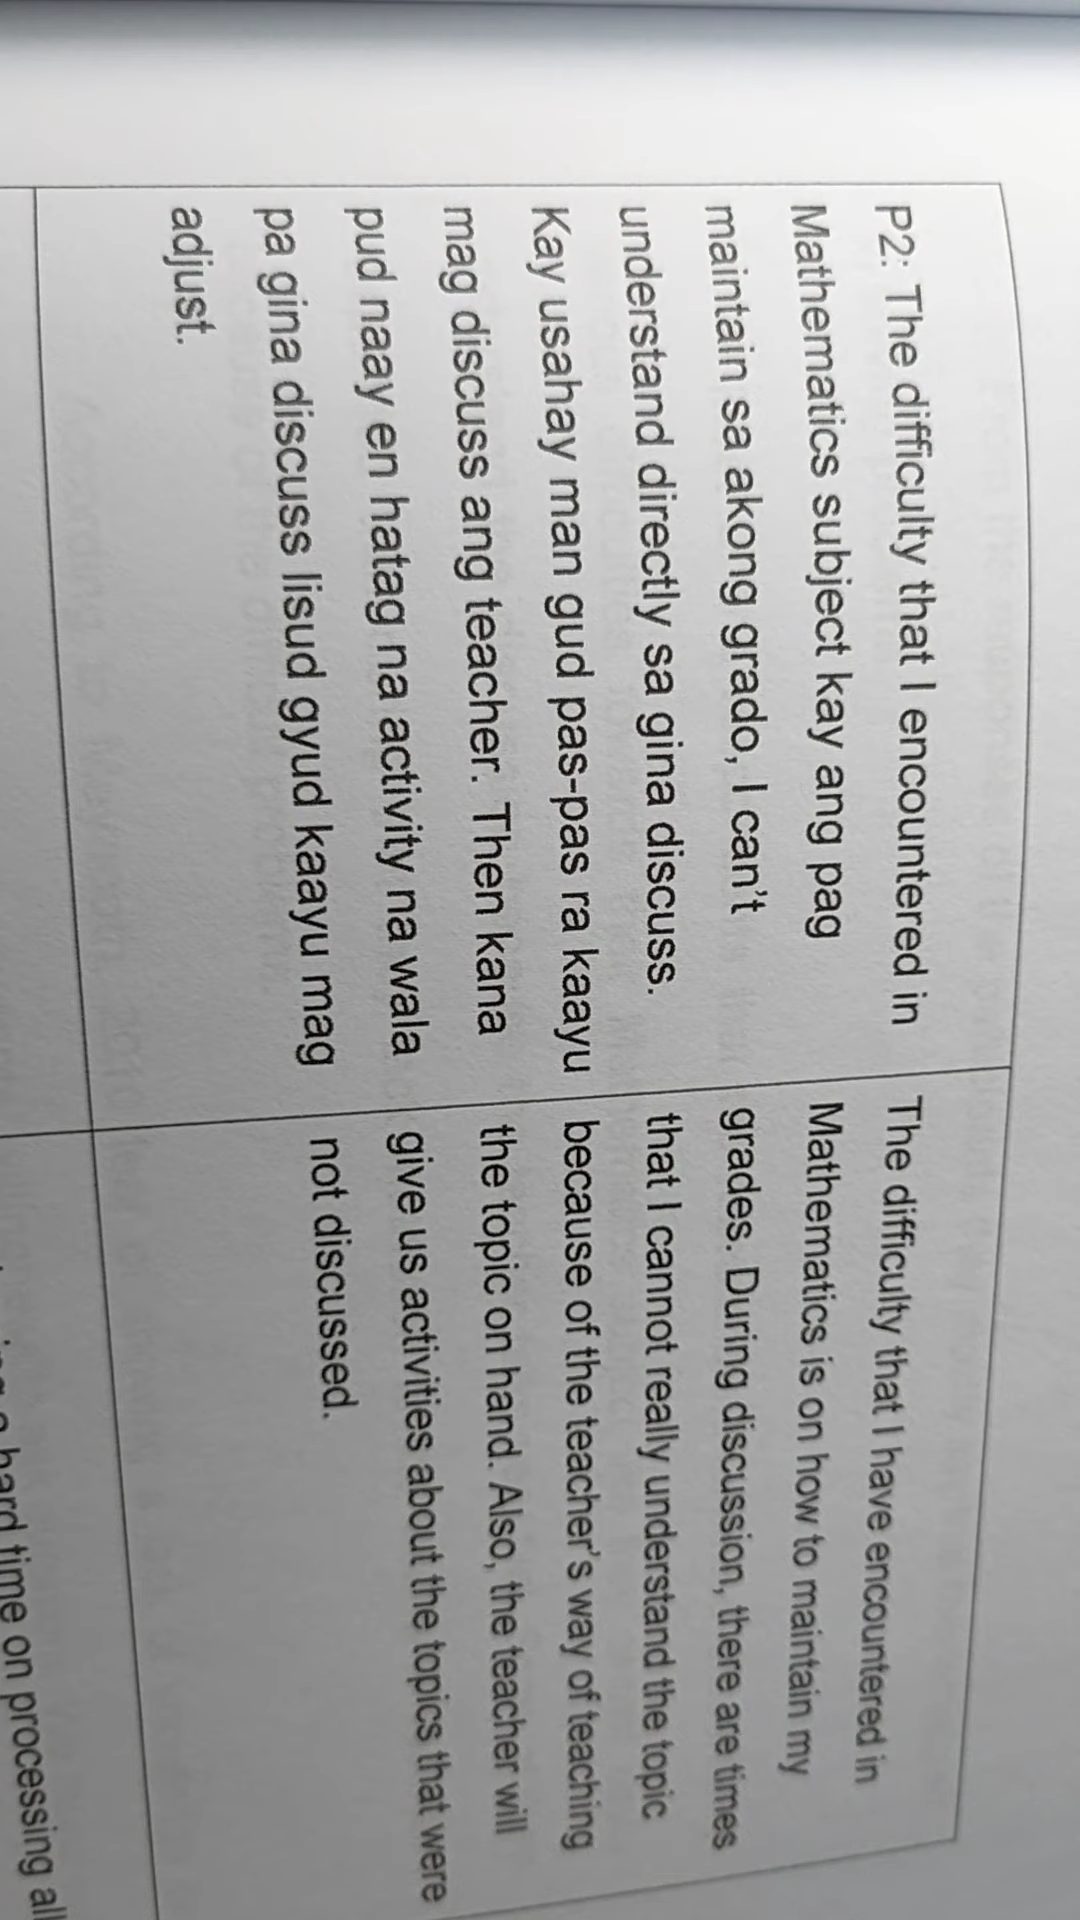 P2: The difficulty that I encountered in
Mathematics subject kay ang pag
maintain sa akong grado, I can't
understand directly sa gina discuss.
Kay usahay man gud pas-pas ra kaayu
mag discuss ang teacher. Then kana
pud naay en hatag na activity na wala
pa gina discuss lisud gyud kaayu mag
adjust.
The difficulty that I have encountered in
Mathematics is on how to maintain my
grades. During discussion, there are times
that I cannot really understand the topic
because of the teacher's way of teaching
the topic on hand. Also, the teacher will
give us activities about the topics that were
not discussed.
hard time on processing all